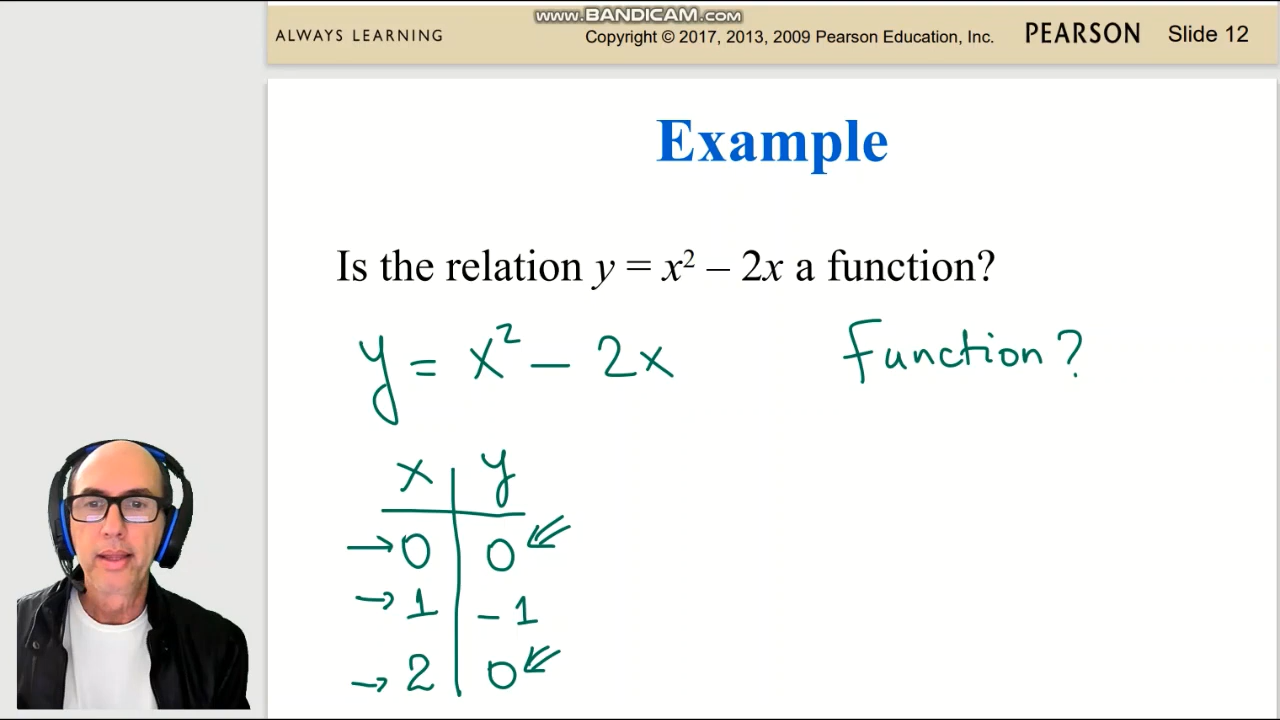 www.BANDICAM.com
ALWAYS LEARNING Copyright © 2017, 2013, 2009 Pearson Education, Inc. PEARSON Slide 12
Example
Is the relation y = x² – 2x a function?
y = x² – 2x Function?
x y
→ 0 0
→ 1 – 1
→ 2 0